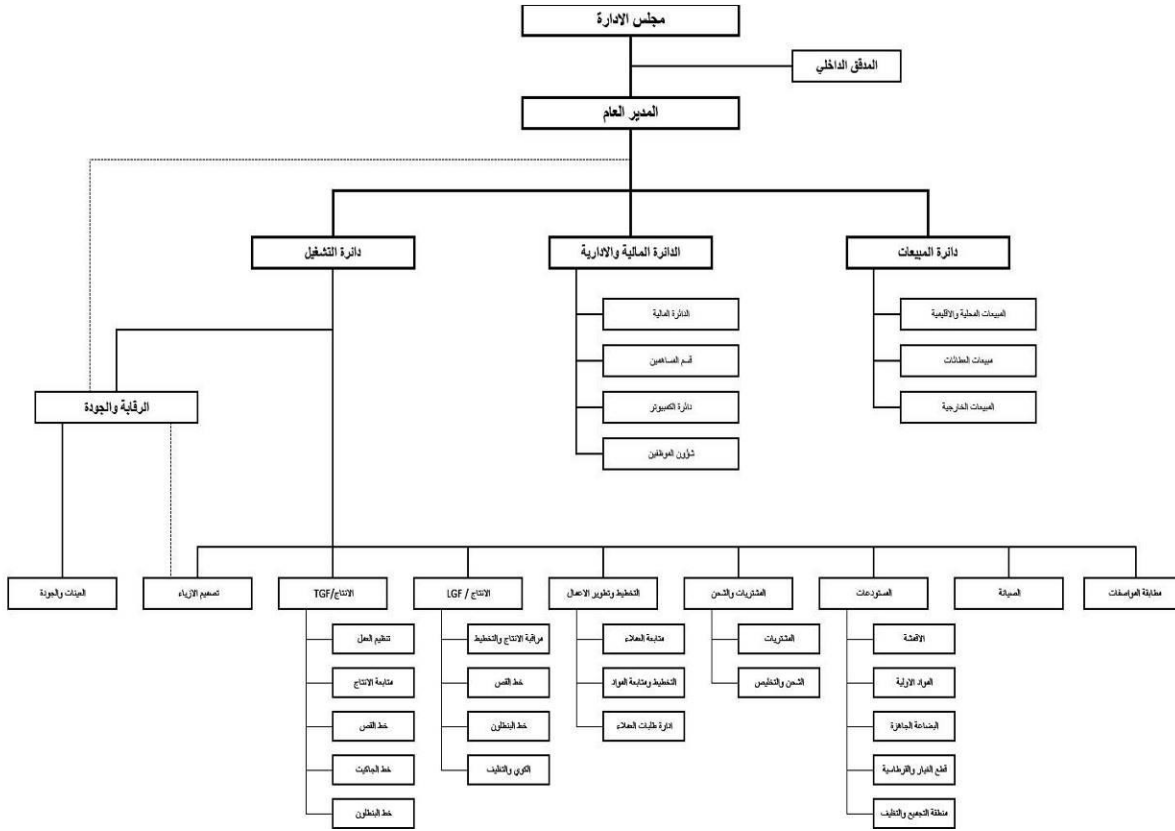 مجلس الادارة
المدقق الداخلي
المدير العام
دائرة المبيعات
الدائرة المالية والادارية
دائرة التشغيل
المبيعات المحلية والاقليمية
مبيعات العطائات
المبيعات الخارجية
الدائرة المالية
قسم المساهمين
دائرة الكمبيوتر
شؤون الموظفين
الرقابة والجودة
مطابقة المواصفات
الصيانة
المستودعات
المشتريات والشحن
التخطيط وتطوير الاعمال
الانتاج / LGF
الانتاج/TGF
تصميم الازياء
العينات والجودة
الاقمشة
المواد الاولية
البضاعة الجاهزة
قطع الغيار والقرطاسية
منطقة التجميع والتغليف
المشتريات
الشحن والتخليص
متابعة العملاء
التخطيط ومتابعة المواد
ادارة طلبات العملاء
مراقبة الانتاج والتخطيط
خط القص
خط البنطلون
الكوي والتغليف
تنظيم العمل
متابعة الانتاج
خط القص
خط الجاكيت
خط البنطلون